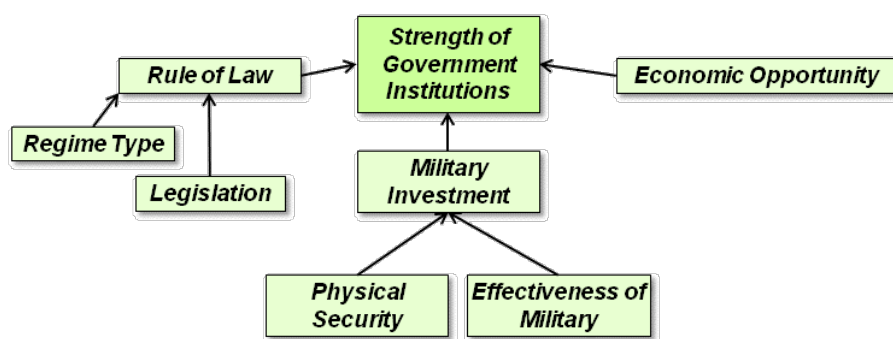 Strength of
Government
Institutions
Rule of Law
Economic Opportunity
Regime Type
Legislation
Military
Investment
Physical
Security
Effectiveness of
Military